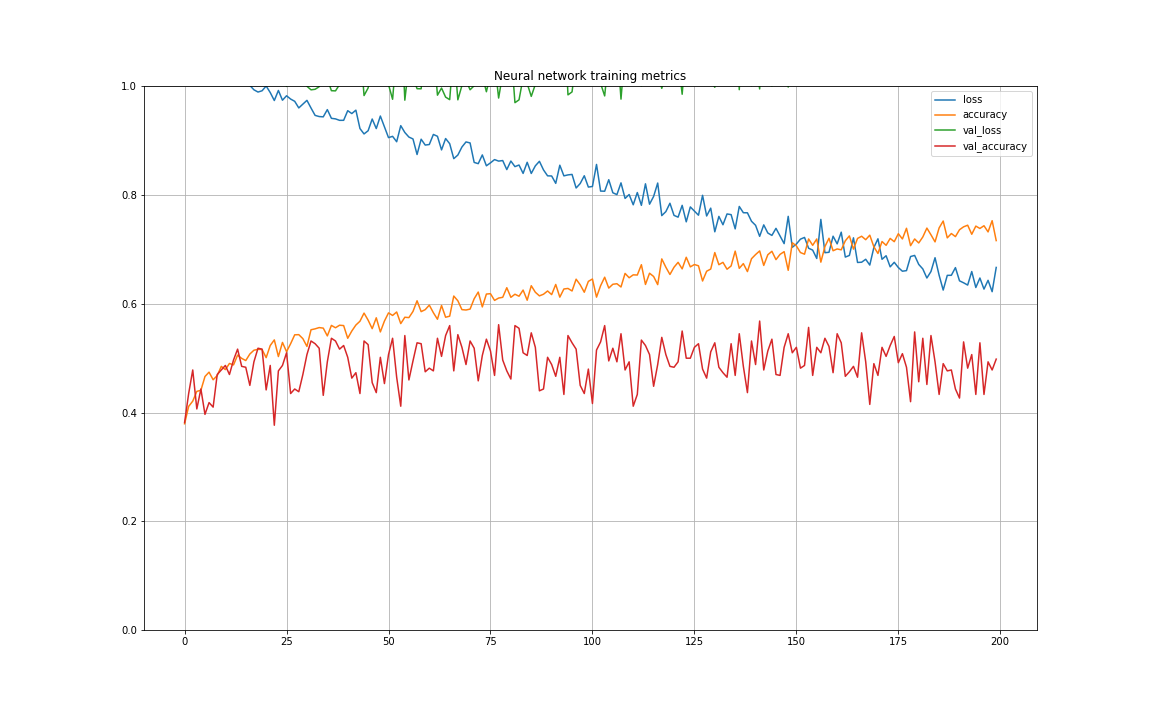 Neural network training metrics
1.0
0.8
0.6
0.4
0.2
0.0
loss
accuracy
val_loss
val_accuracy
0 25 50 75 100 125 150 175 200